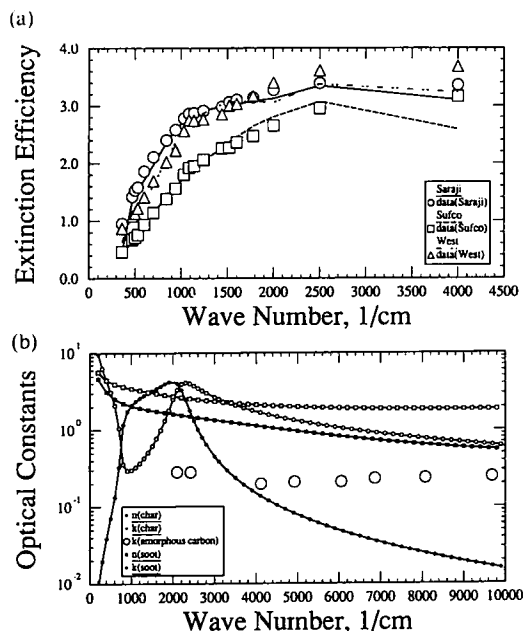 (a)
Extinction Efficiency
4.0
3.0
2.0
1.0
0.0
Saraji
data(Saraji)
Sufco
data(Sufco)
West
data(West)
0 500 1000 1500 2000 2500 3000 3500 4000 4500
Wave Number, 1/cm
(b)
Optical Constants
10^1
10^0
10^-1
10^-2
n(char)
k(char)
k(amorphous carbon)
n(soot)
k(soot)
0 1000 2000 3000 4000 5000 6000 7000 8000 9000 10000
Wave Number, 1/cm